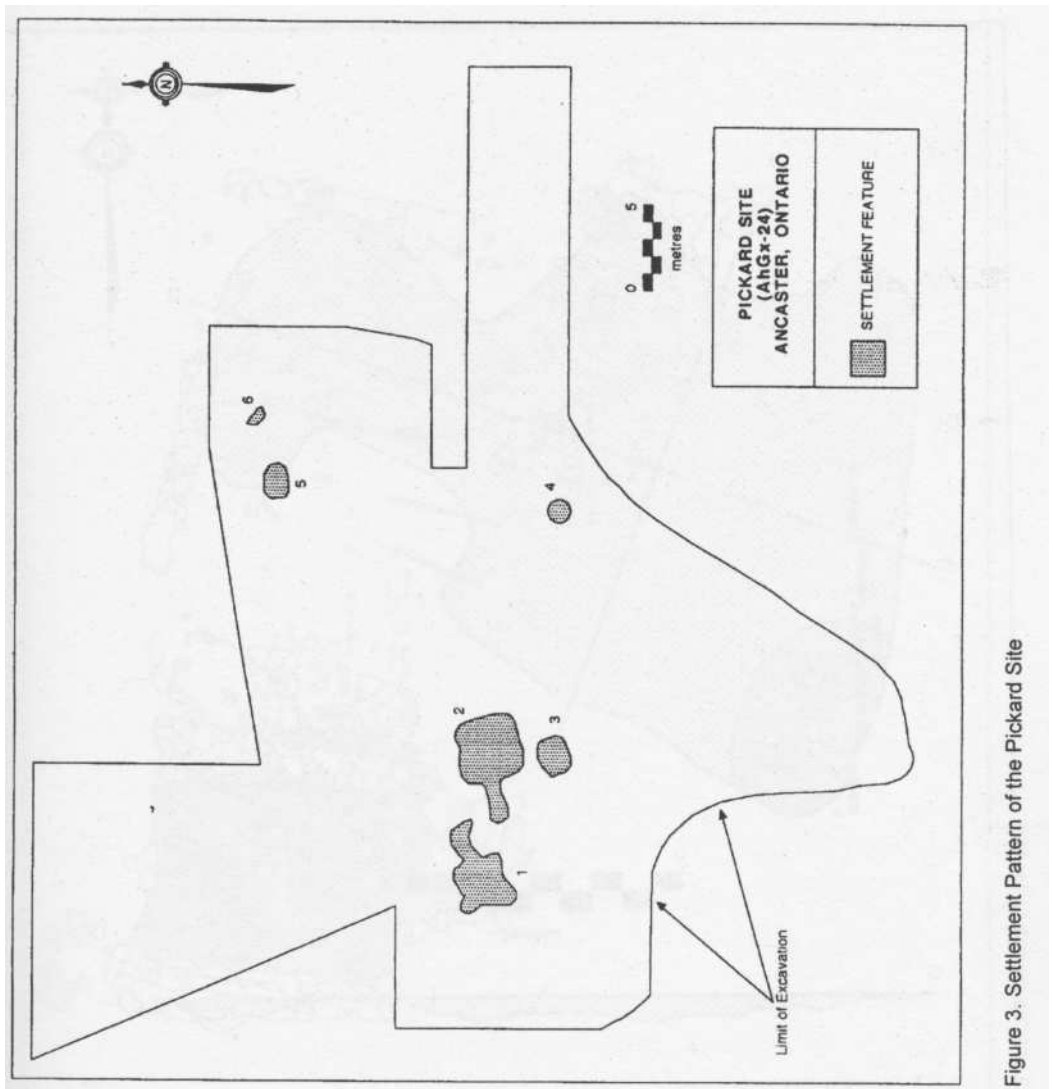 N
6
5
4
2
3
1
0 5
metres
PICKARD SITE
(AhGx-24)
ANCASTER, ONTARIO
SETTLEMENT FEATURE
Limit of Excavation
Figure 3. Settlement Pattern of the Pickard Site